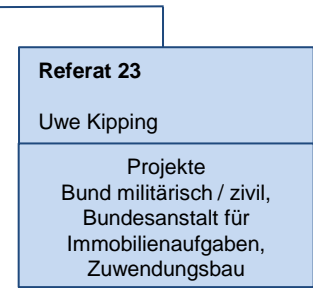 Referat 23
Uwe Kipping
Projekte
Bund militärisch / zivil,
Bundesanstalt für
Immobilienaufgaben,
Zuwendungsbau